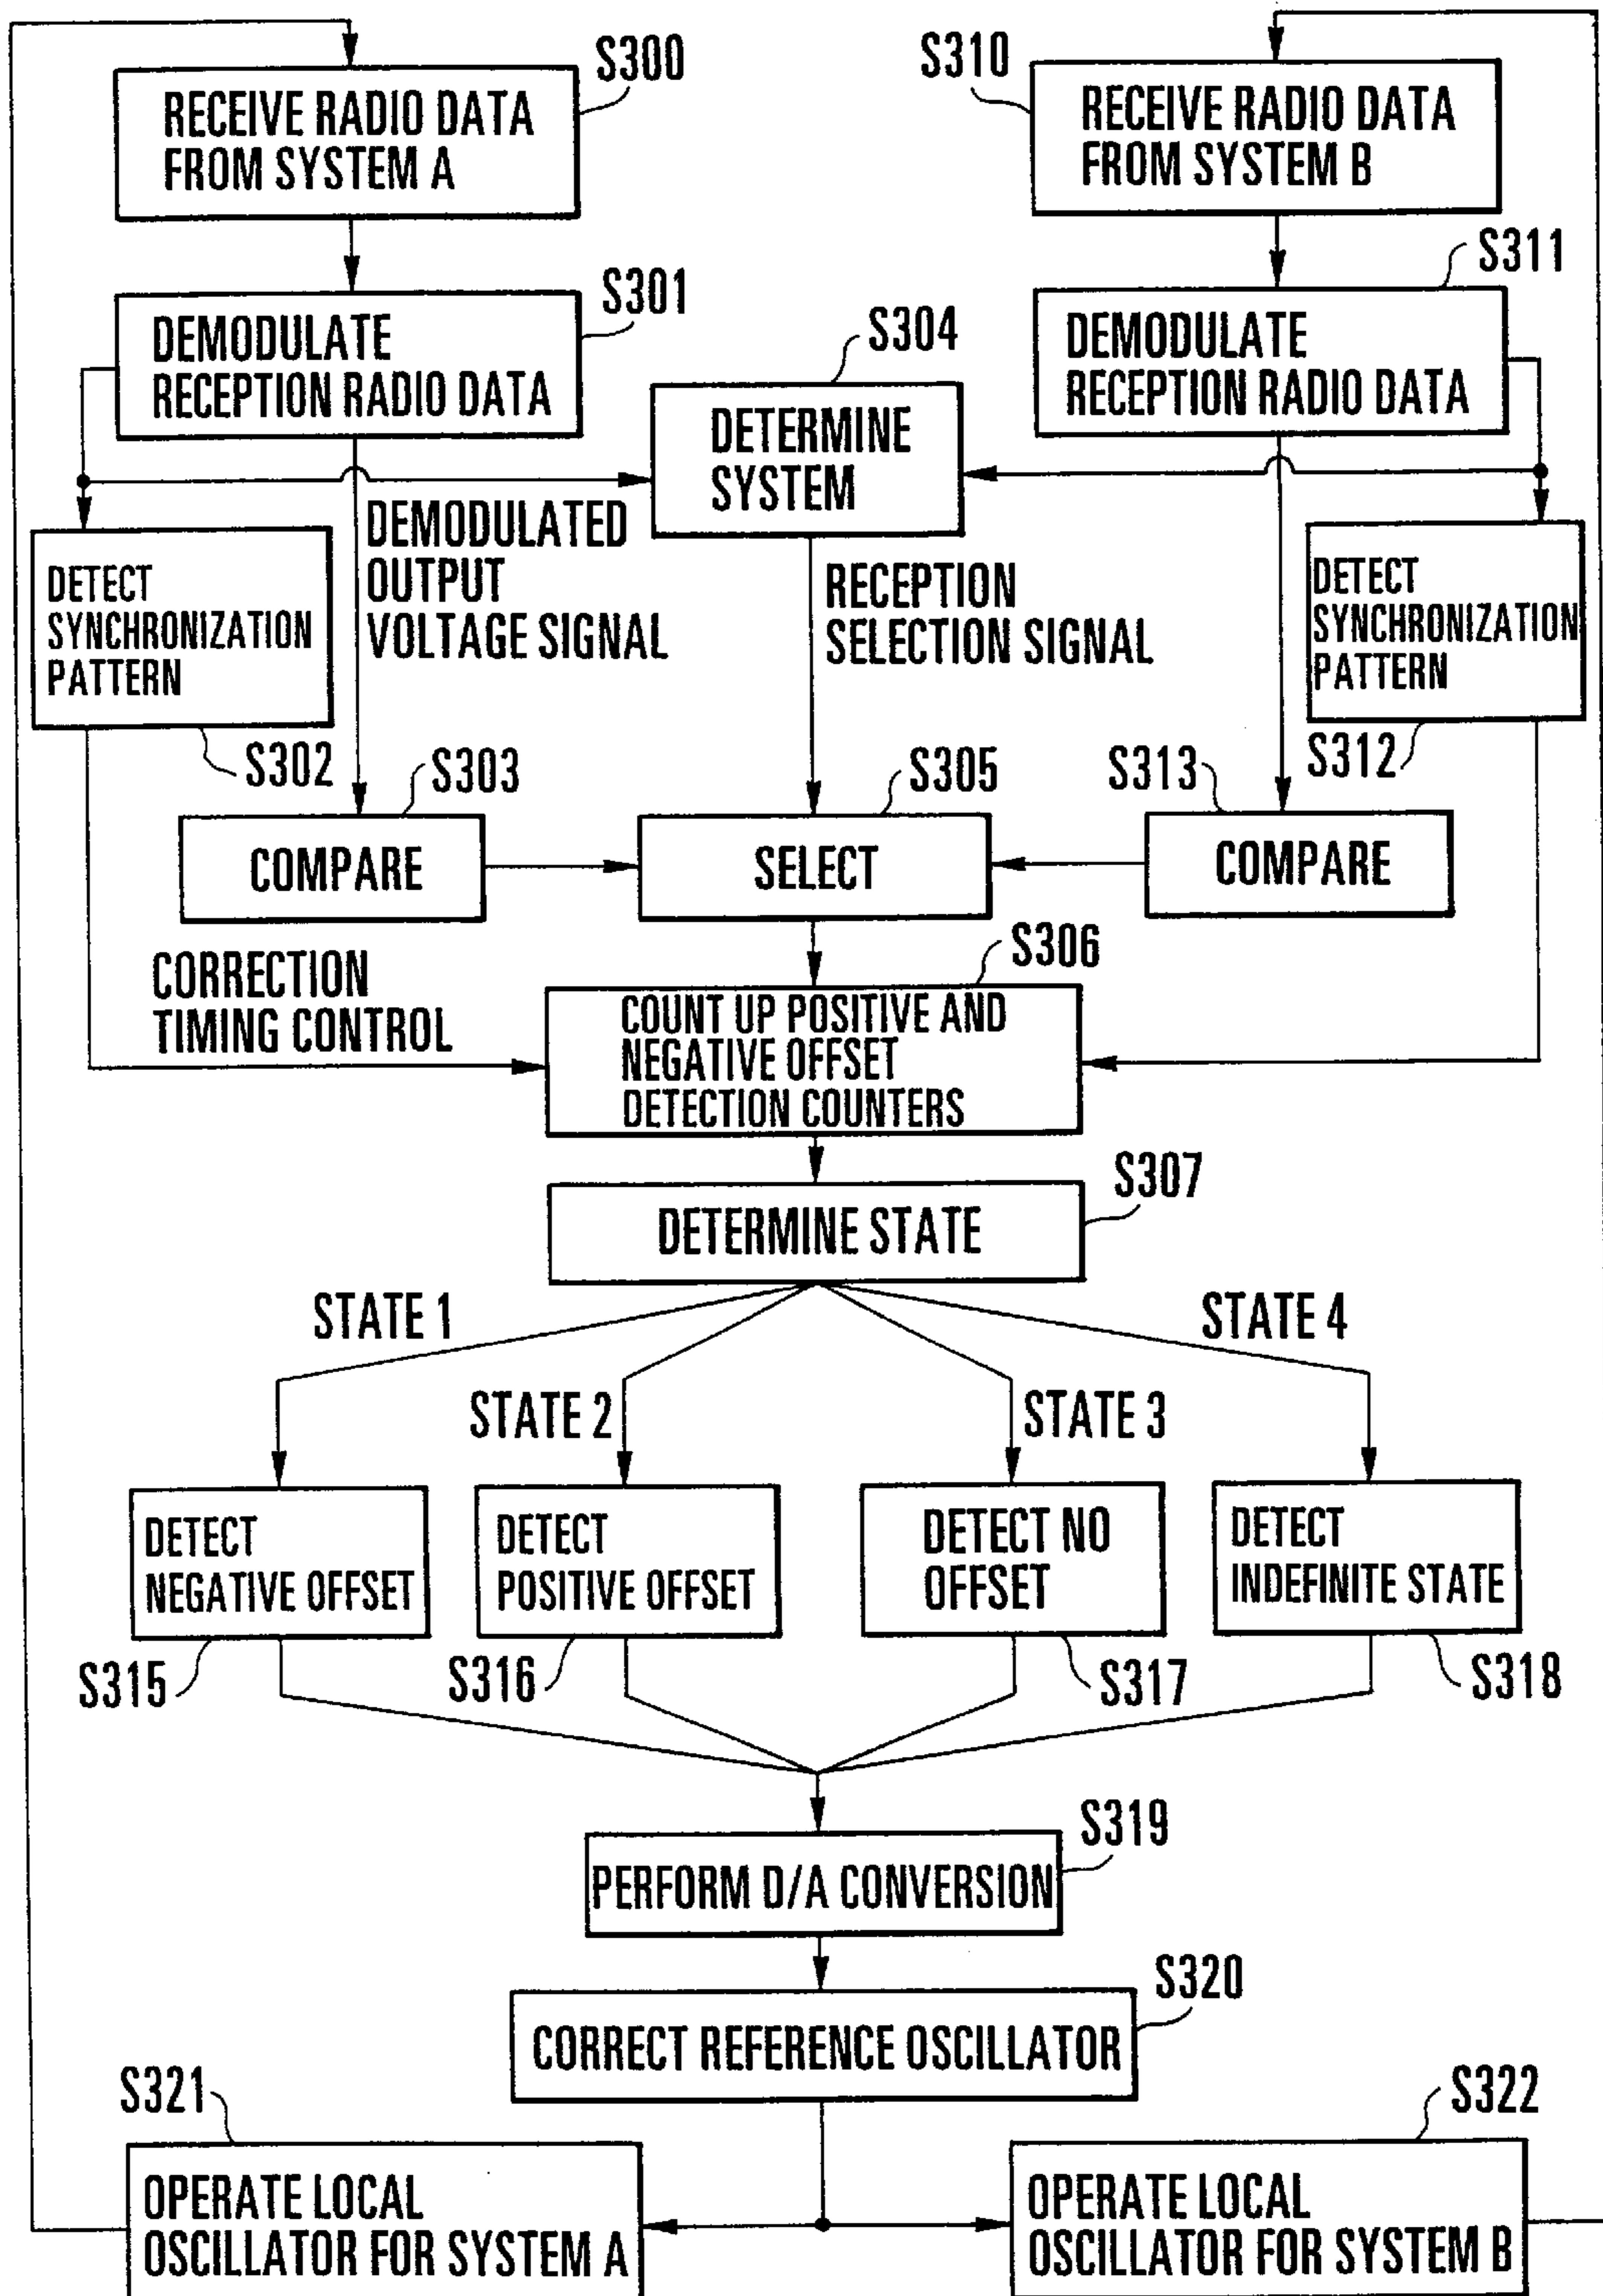 S300
RECEIVE RADIO DATA
FROM SYSTEM A
S310
RECEIVE RADIO DATA
FROM SYSTEM B
S301
DEMODULATE
RECEPTION RADIO DATA
S311
DEMODULATE
RECEPTION RADIO DATA
S304
DETERMINE
SYSTEM
DETECT
SYNCHRONIZATION
PATTERN
S302
DEMODULATED
OUTPUT
VOLTAGE SIGNAL
RECEPTION
SELECTION SIGNAL
DETECT
SYNCHRONIZATION
PATTERN
S312
S303
COMPARE
S305
SELECT
S313
COMPARE
CORRECTION
TIMING CONTROL
S306
COUNT UP POSITIVE AND
NEGATIVE OFFSET
DETECTION COUNTERS
S307
DETERMINE STATE
STATE 1
STATE 2
STATE 3
STATE 4
DETECT
NEGATIVE OFFSET
S315
DETECT
POSITIVE OFFSET
S316
DETECT NO
OFFSET
S317
DETECT
INDEFINITE STATE
S318
S319
PERFORM D/A CONVERSION
S320
CORRECT REFERENCE OSCILLATOR
S321
OPERATE LOCAL
OSCILLATOR FOR SYSTEM A
S322
OPERATE LOCAL
OSCILLATOR FOR SYSTEM B